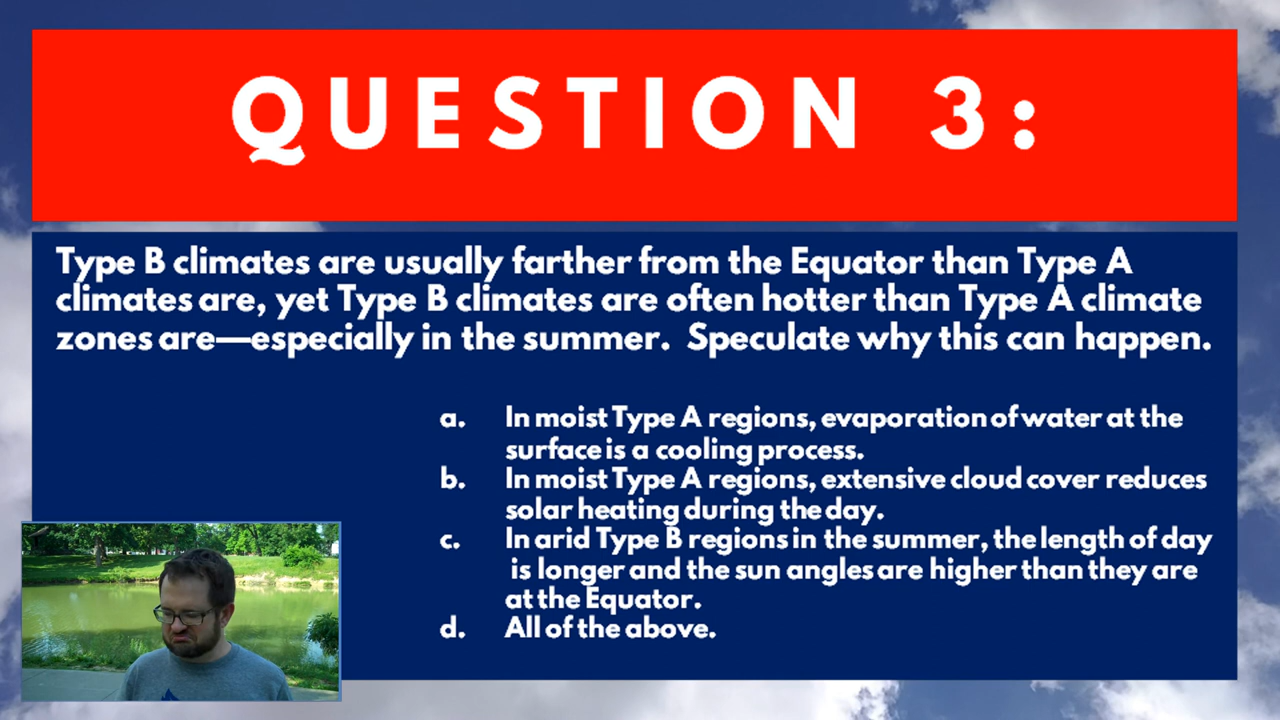 QUESTION 3:
Type B climates are usually farther from the Equator than Type A
climates are, yet Type B climates are often hotter than Type A climate
zones are—especially in the summer. Speculate why this can happen.
a. In moist Type A regions, evaporation of water at the
surface is a cooling process.
b. In moist Type A regions, extensive cloud cover reduces
solar heating during the day.
c. In arid Type B regions in the summer, the length of day
is longer and the sun angles are higher than they are
at the Equator.
d. All of the above.